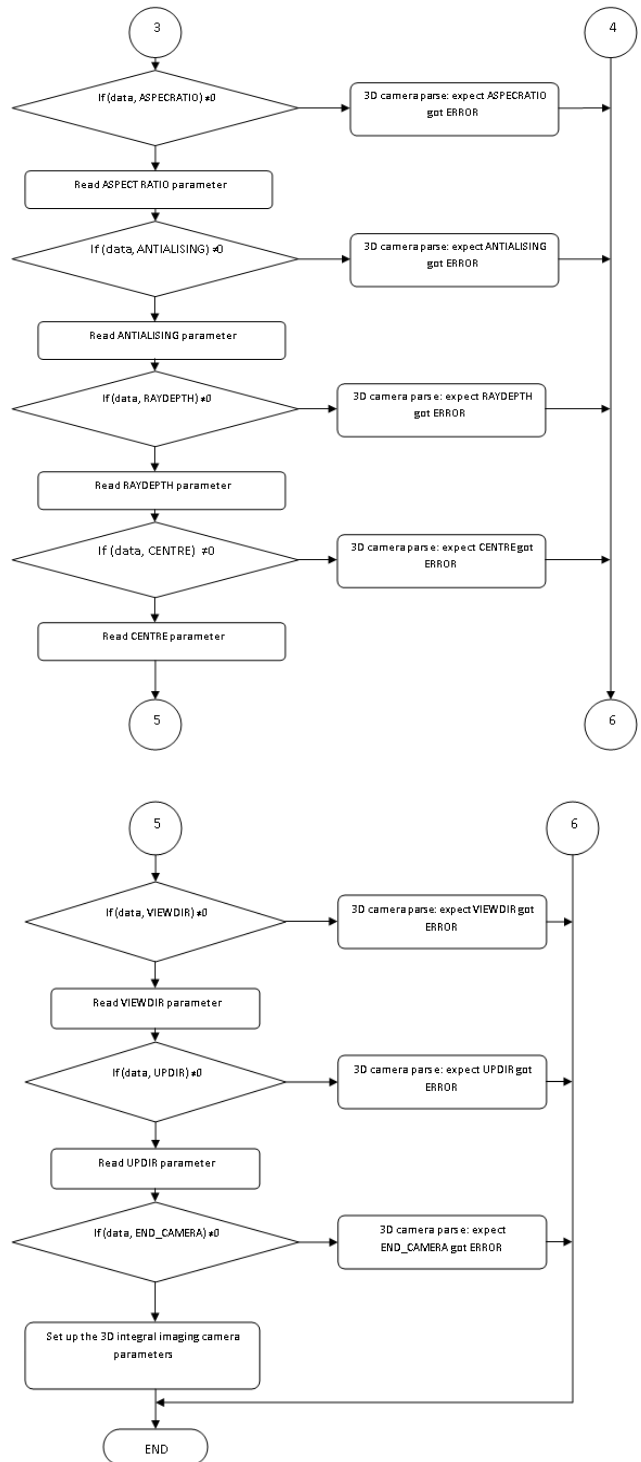 3
4
If (data, ASPECRATIO) ≠0
3D camera parse: expect ASPECRATIO
got ERROR
Read ASPECT RATIO parameter
If (data, ANTIALISING) ≠0
3D camera parse: expect ANTIALISING
got ERROR
Read ANTIALISING parameter
If (data, RAYDEPTH) ≠0
3D camera parse: expect RAYDEPTH
got ERROR
Read RAYDEPTH parameter
If (data, CENTRE) ≠0
3D camera parse: expect CENTRE got
ERROR
Read CENTRE parameter
5
6
5
6
If (data, VIEWDIR) ≠0
3D camera parse: expect VIEWDIR got
ERROR
Read VIEWDIR parameter
If (data, UPDIR) ≠0
3D camera parse: expect UPDIR got
ERROR
Read UPDIR parameter
If (data, END_CAMERA) ≠0
3D camera parse: expect
END_CAMERA got ERROR
Set up the 3D integral imaging camera
parameters
END